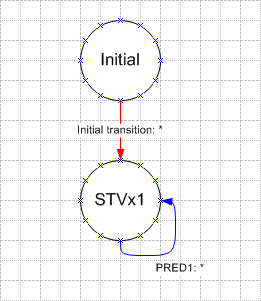 Initial
Initial transition: *
STVx1
PRED1: *